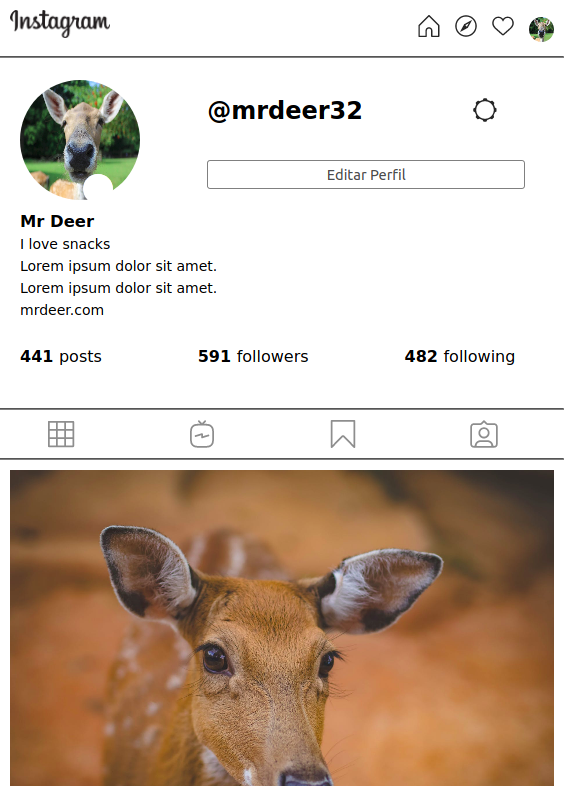 Instagram
@mrdeer32
Editar Perfil
Mr Deer
I love snacks
Lorem ipsum dolor sit amet.
Lorem ipsum dolor sit amet.
mrdeer.com
441 posts 591 followers 482 following